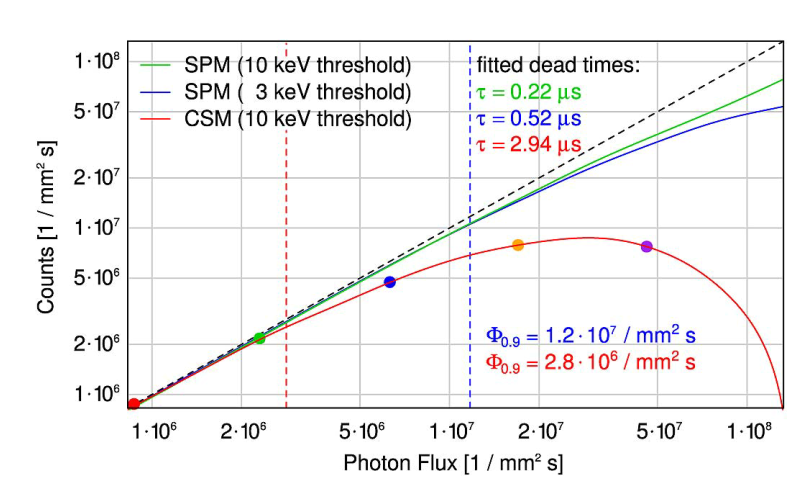 1·10⁸
5·10⁷
2·10⁷
1·10⁷
5·10⁶
2·10⁶
1·10⁶
Counts [1 / mm² s]
SPM (10 keV threshold)
SPM (  3 keV threshold)
CSM (10 keV threshold)
fitted dead times:
τ = 0.22 μs
τ = 0.52 μs
τ = 2.94 μs
Φ₀.₉ = 1.2·10⁷ / mm² s
Φ₀.₉ = 2.8·10⁶ / mm² s
1·10⁶ 2·10⁶ 5·10⁶ 1·10⁷ 2·10⁷ 5·10⁷ 1·10⁸
Photon Flux [1 / mm² s]